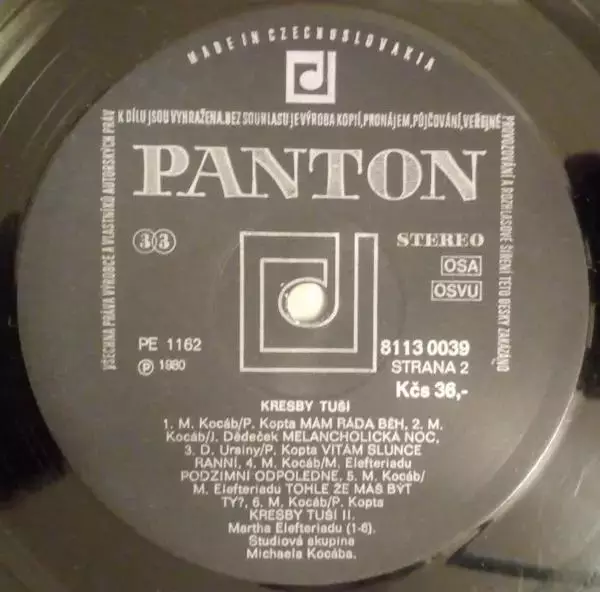 MADE IN CZECHOSLOVAKIA
VŠECHNA PRÁVA VÝROBCE A VLASTNÍKŮ AUTORSKÝCH PRÁV
K DÍLU JSOU VYHRAŽENA.BEZ SOUHLASU JE VÝROBA KOPIÍ,PRONÁJEM,PŮJČOVÁNÍ,VEŘEJNÉ
PROVOZOVÁNÍ A ROZHLASOVÉ ŠÍŘENÍ TÉTO DESKY ZAKÁZÁNO
PANTON
33
STEREO
OSA
OSVU
PE 1162
℗ 1980
8113 0039
STRANA 2
Kčs 36,-
KRESBY TUŠÍ
1. M. Kocáb/P. Kopta MÁM RÁDA BĚH, 2. M.
Kocáb/J. Dědeček MELANCHOLICKÁ NOC,
3. D. Urainy/P. Kopta VÍTÁM SLUNCE
RANNÍ, 4. M. Kocáb/M. Elefteriadu
PODZIMNÍ ODPOLEDNE, 5. M. Kocáb/
M. Elefteriadu TOHLE ŽE MÁŠ BÝT
TY?, 6. M. Kocáb/P. Kopta
KRESBY TUŠÍ II.
Martha Elefteriadu (1-6).
Studiová skupina
Michaela Kocába.